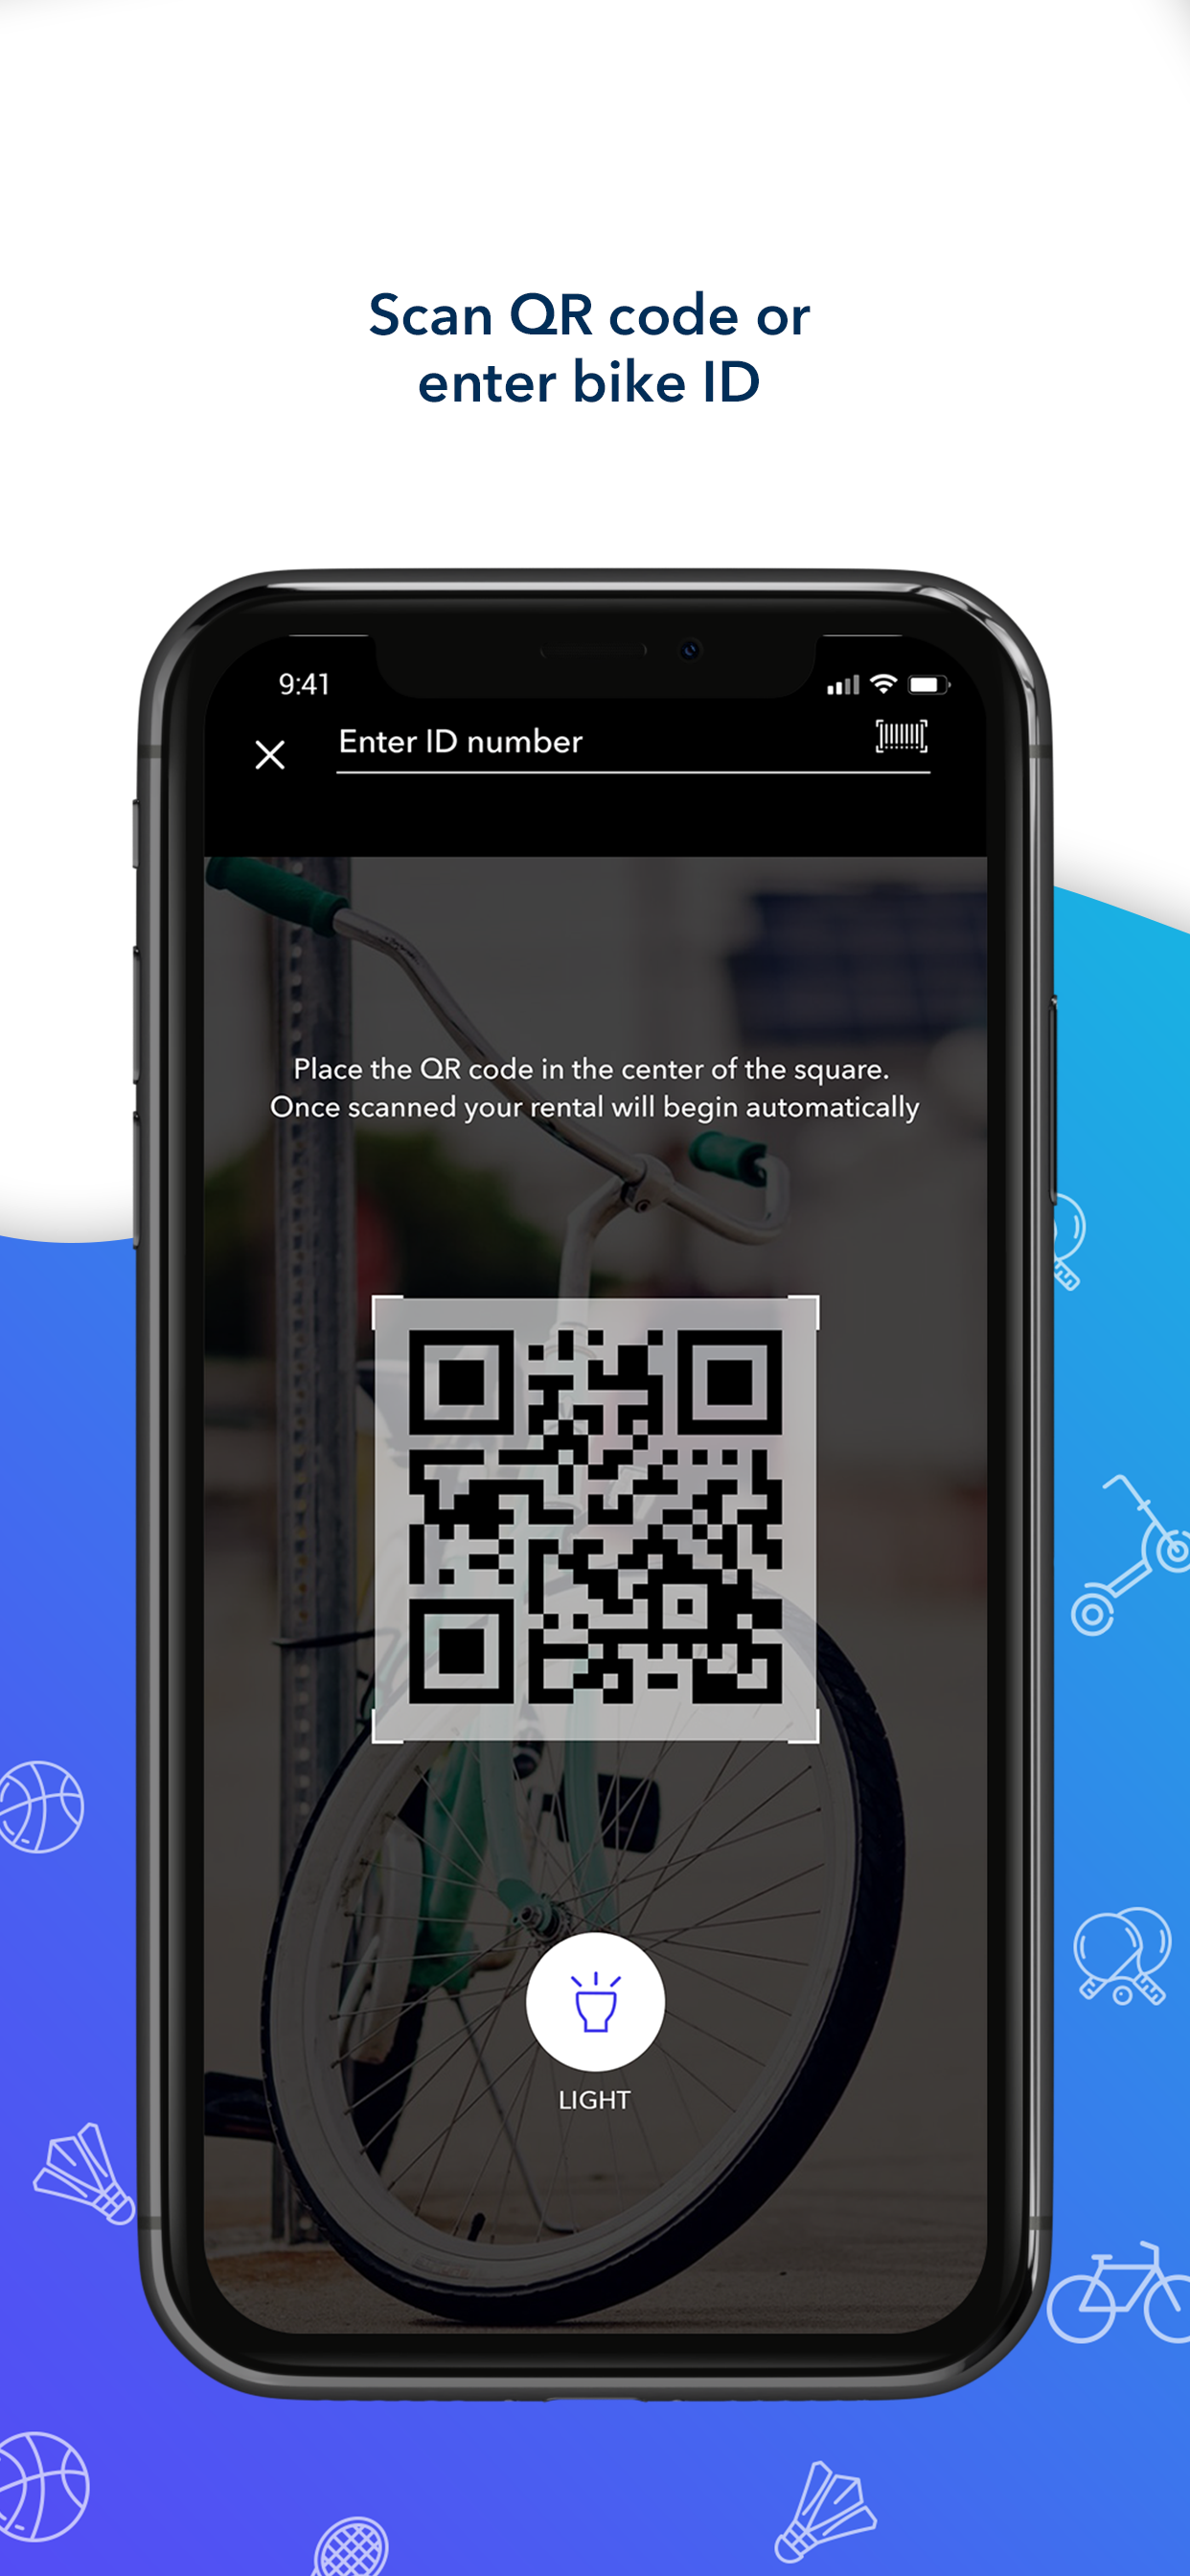 Scan QR code or
enter bike ID
9:41
Enter ID number
Place the QR code in the center of the square.
Once scanned your rental will begin automatically
LIGHT